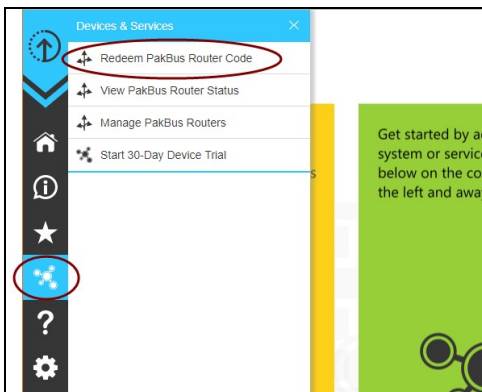 Devices & Services
Redeem PakBus Router Code
View PakBus Router Status
Manage PakBus Routers
Start 30-Day Device Trial
s
Get started by a
system or servic
below on the co
the left and awa